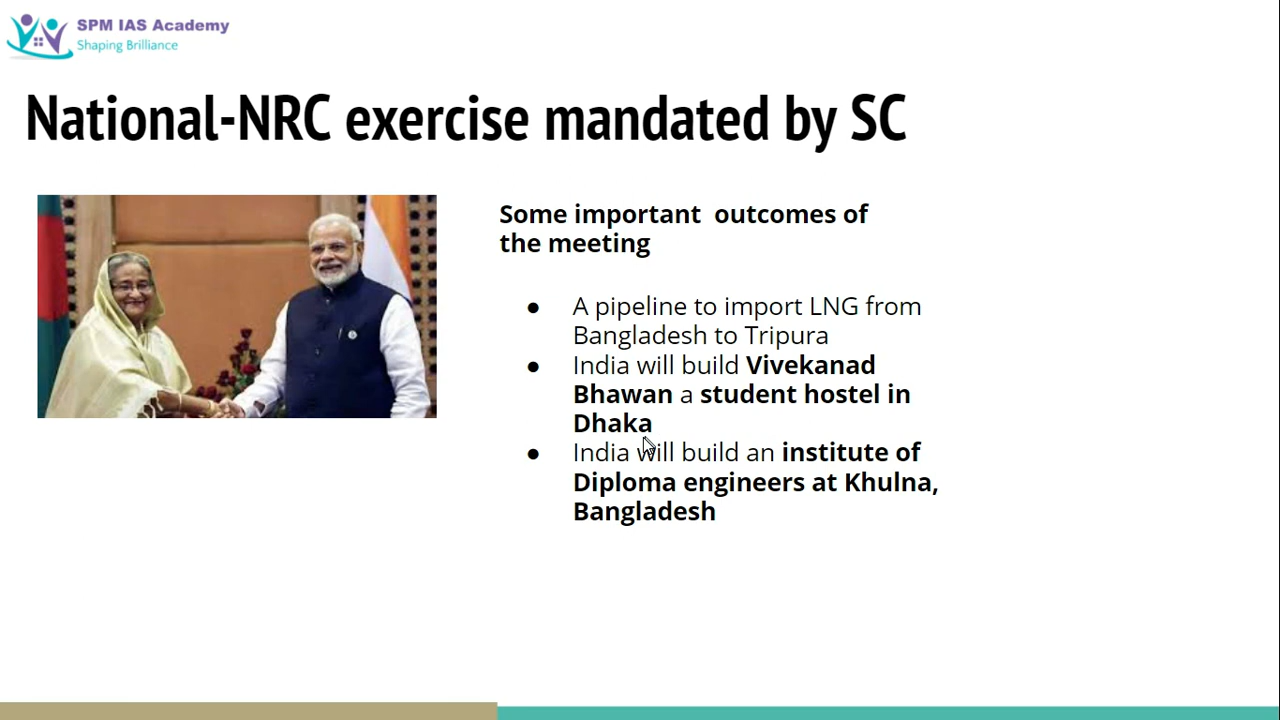 SPM IAS Academy
Shaping Brilliance
National-NRC exercise mandated by SC
Some important outcomes of
the meeting
● A pipeline to import LNG from
Bangladesh to Tripura
● India will build Vivekanad
Bhawan a student hostel in
Dhaka
● India will build an institute of
Diploma engineers at Khulna,
Bangladesh